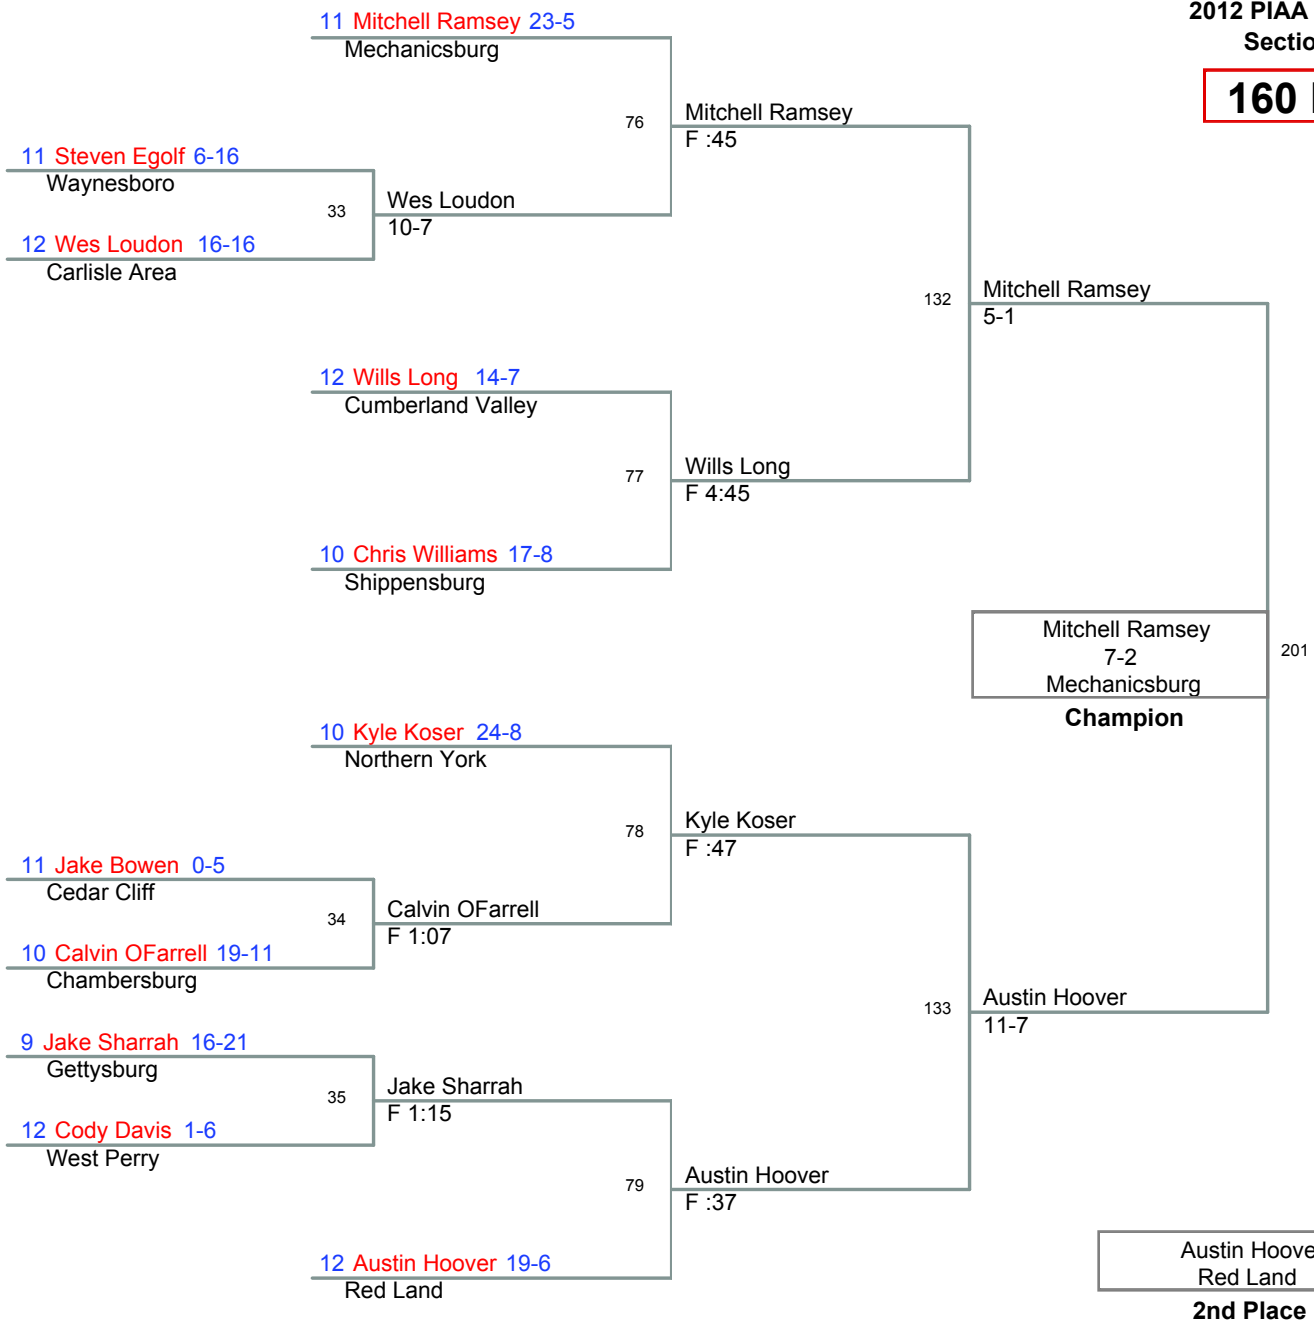 2012 PIAA
Sectio
160
11 Mitchell Ramsey 23-5
Mechanicsburg
76
Mitchell Ramsey
F :45
11 Steven Egolf 6-16
Waynesboro
33
Wes Loudon
10-7
12 Wes Loudon 16-16
Carlisle Area
132
Mitchell Ramsey
5-1
12 Wills Long 14-7
Cumberland Valley
77
Wills Long
F 4:45
10 Chris Williams 17-8
Shippensburg
Mitchell Ramsey
7-2
Mechanicsburg
201
Champion
10 Kyle Koser 24-8
Northern York
78
Kyle Koser
F :47
11 Jake Bowen 0-5
Cedar Cliff
34
Calvin OFarrell
F 1:07
10 Calvin OFarrell 19-11
Chambersburg
133
Austin Hoover
11-7
9 Jake Sharrah 16-21
Gettysburg
35
Jake Sharrah
F 1:15
12 Cody Davis 1-6
West Perry
79
Austin Hoover
F :37
12 Austin Hoover 19-6
Red Land
Austin Hoove
Red Land
2nd Place